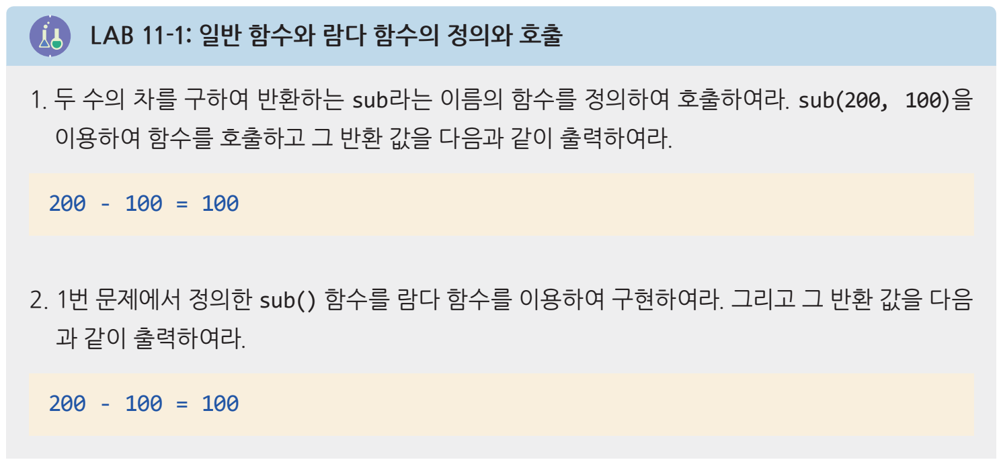 LAB 11-1: 일반 함수와 람다 함수의 정의와 호출
1. 두 수의 차를 구하여 반환하는 sub라는 이름의 함수를 정의하여 호출하여라. sub(200, 100)을
이용하여 함수를 호출하고 그 반환 값을 다음과 같이 출력하여라.
200 - 100 = 100
2. 1번 문제에서 정의한 sub() 함수를 람다 함수를 이용하여 구현하여라. 그리고 그 반환 값을 다음
과 같이 출력하여라.
200 - 100 = 100